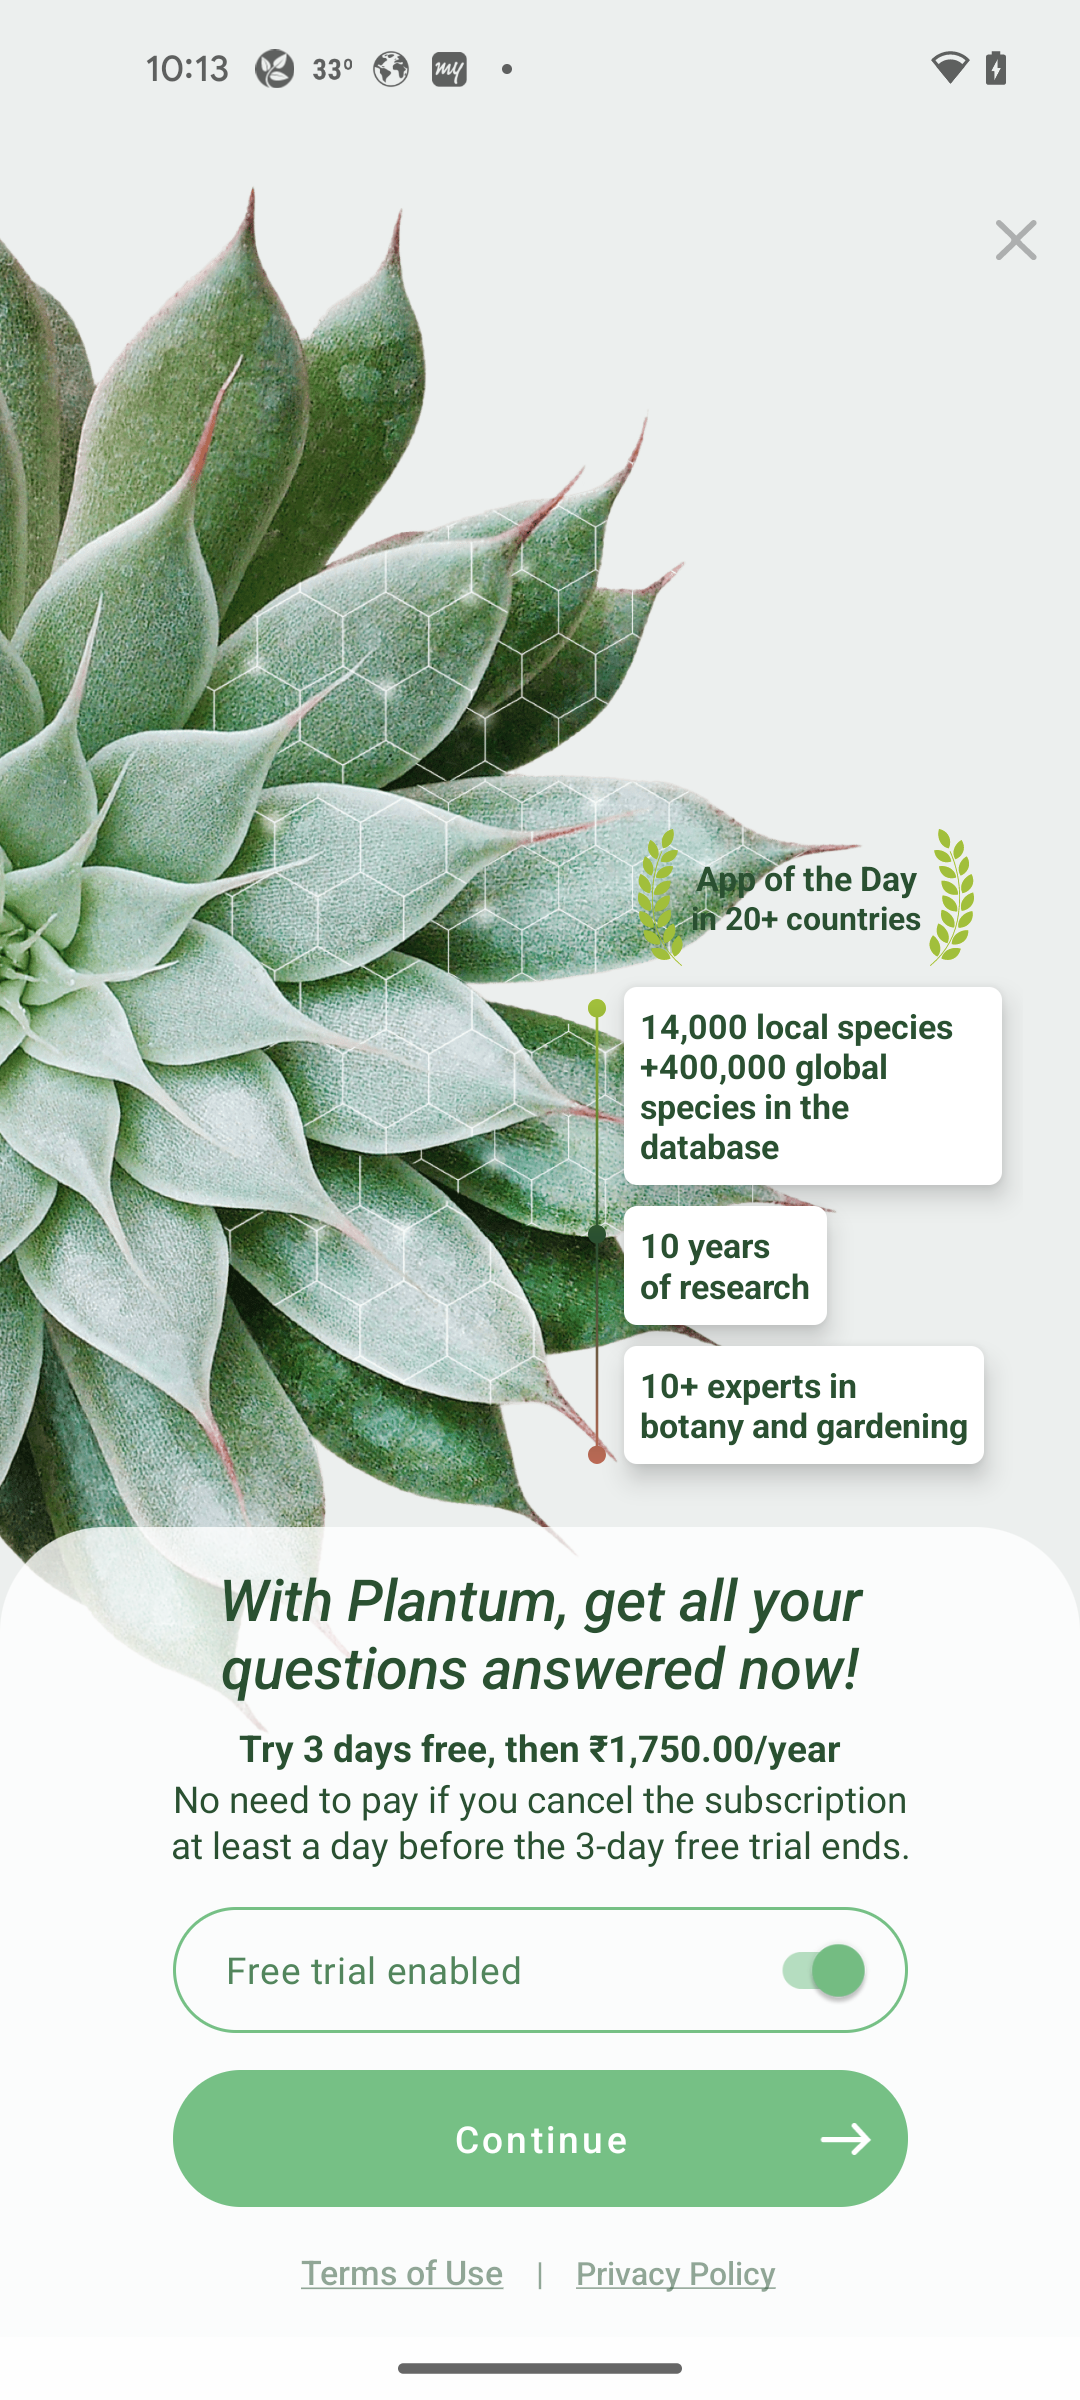 10:13
33°
my
App of the Day
in 20+ countries
14,000 local species
+400,000 global
species in the
database
10 years
of research
10+ experts in
botany and gardening
With Plantum, get all your
questions answered now!
Try 3 days free, then ₹1,750.00/year
No need to pay if you cancel the subscription
at least a day before the 3-day free trial ends.
Free trial enabled
Continue
Terms of Use | Privacy Policy